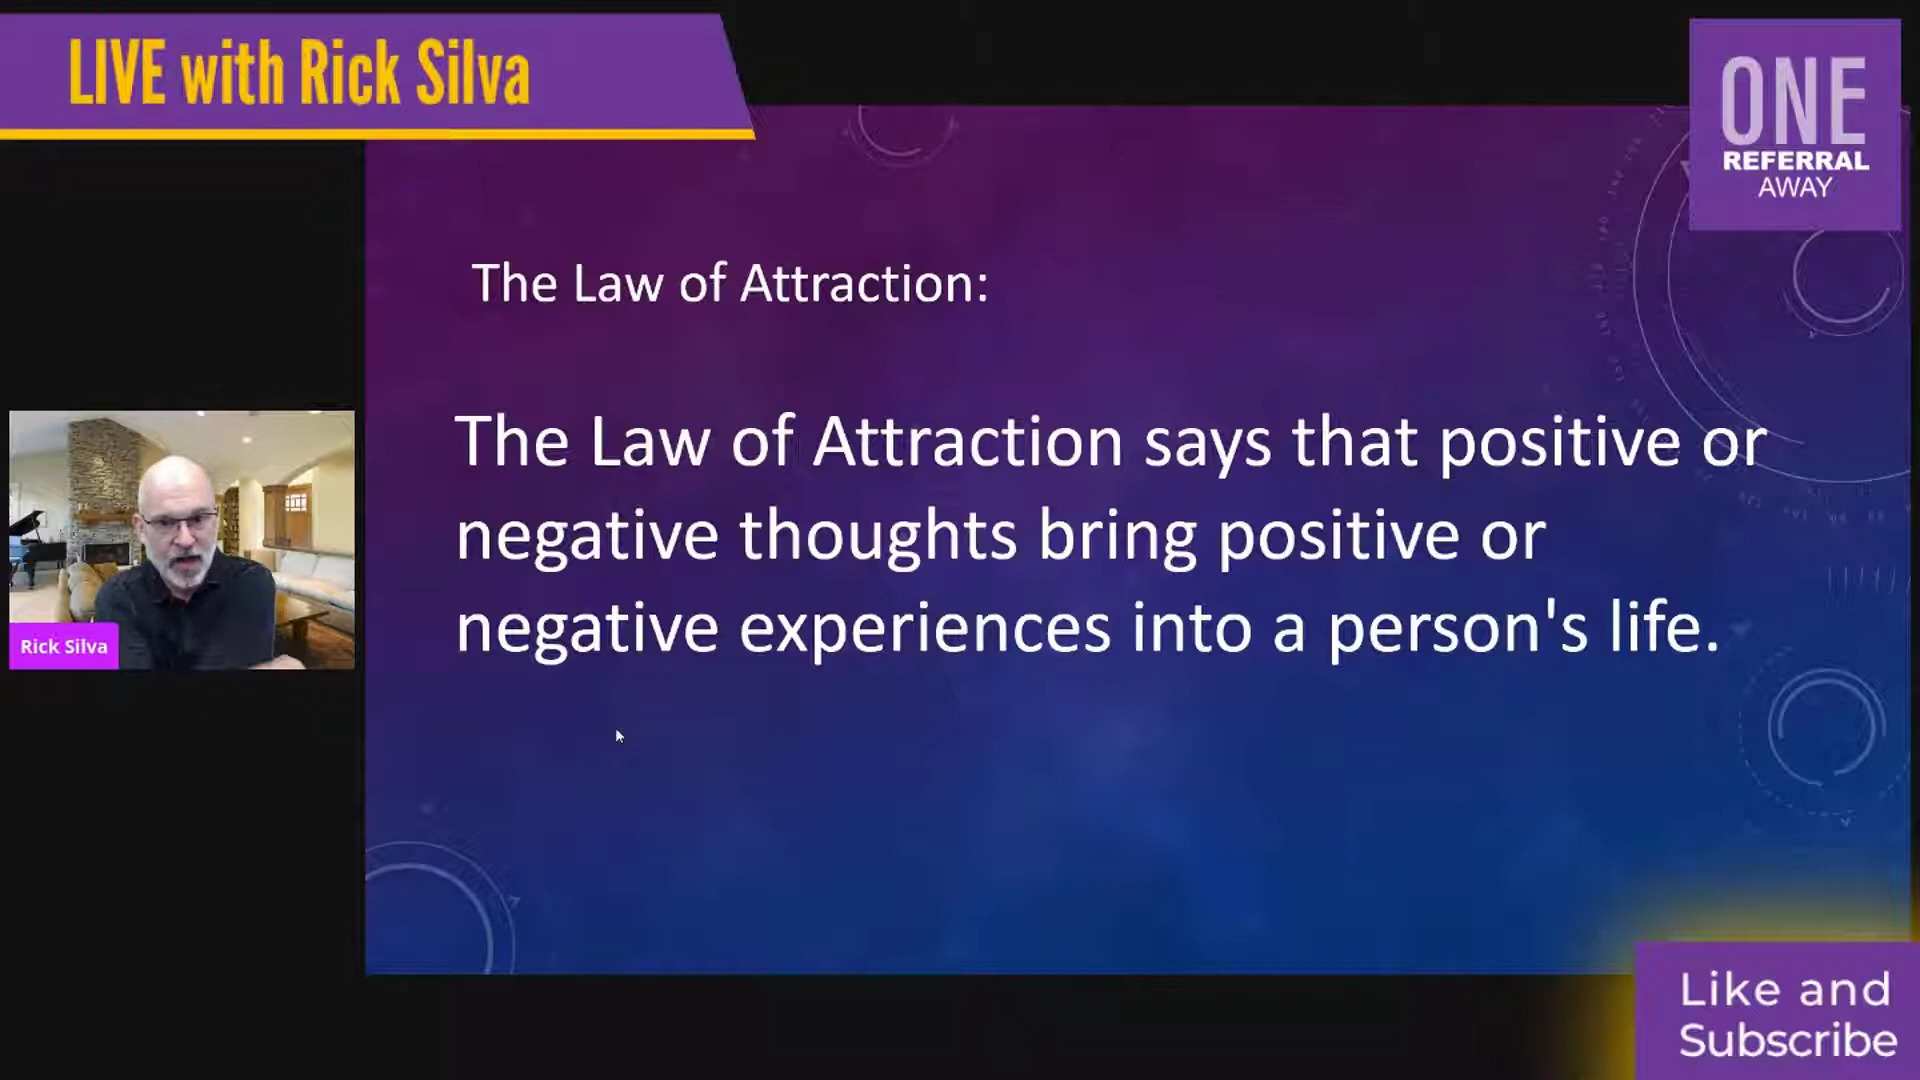 LIVE with Rick Silva
ONE
REFERRAL
AWAY
The Law of Attraction:
The Law of Attraction says that positive or
negative thoughts bring positive or
negative experiences into a person's life.
Rick Silva
Like and
Subscribe